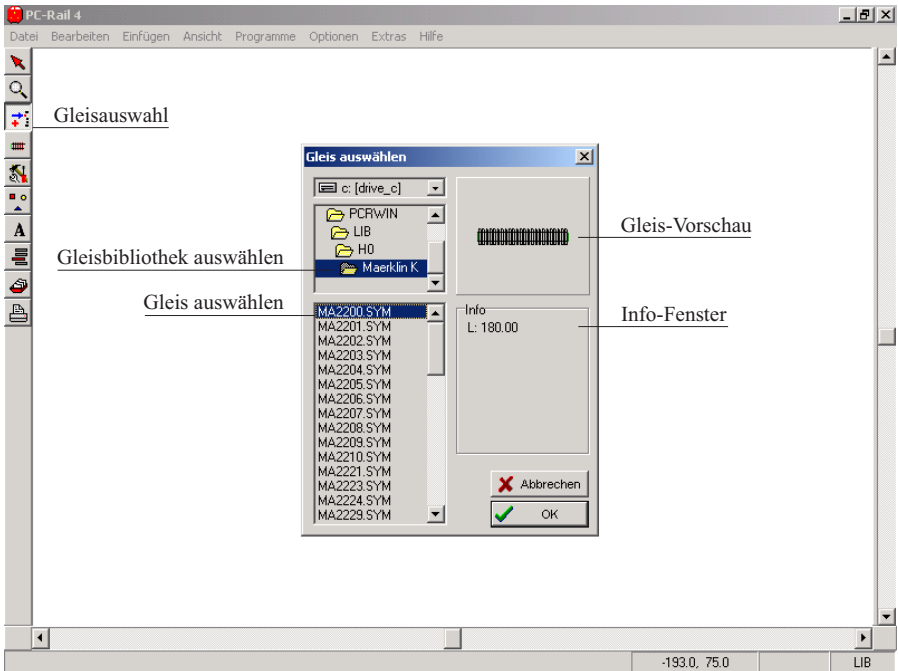 PC-Rail 4
Datei Bearbeiten Einfügen Ansicht Programme Optionen Extras Hilfe
Gleisauswahl
Gleis auswählen
c: [drive_c]
PCRWIN
LIB
H0
Maerklin K
Gleisbibliothek auswählen
Gleis-Vorschau
Gleis auswählen
MA2200.SYM
MA2201.SYM
MA2202.SYM
MA2203.SYM
MA2204.SYM
MA2205.SYM
MA2206.SYM
MA2207.SYM
MA2208.SYM
MA2209.SYM
MA2210.SYM
MA2221.SYM
MA2223.SYM
MA2224.SYM
MA2229.SYM
Info
L: 180.00
Info-Fenster
Abbrechen
OK
A
-193.0, 75.0
LIB